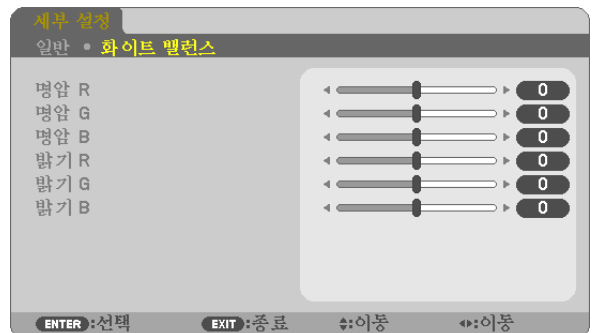 세부 설정
일반 • 화이트 밸런스
명암 R 0
명암 G 0
명암 B 0
밝기 R 0
밝기 G 0
밝기 B 0
ENTER :선택 EXIT :종료 :이동 :이동